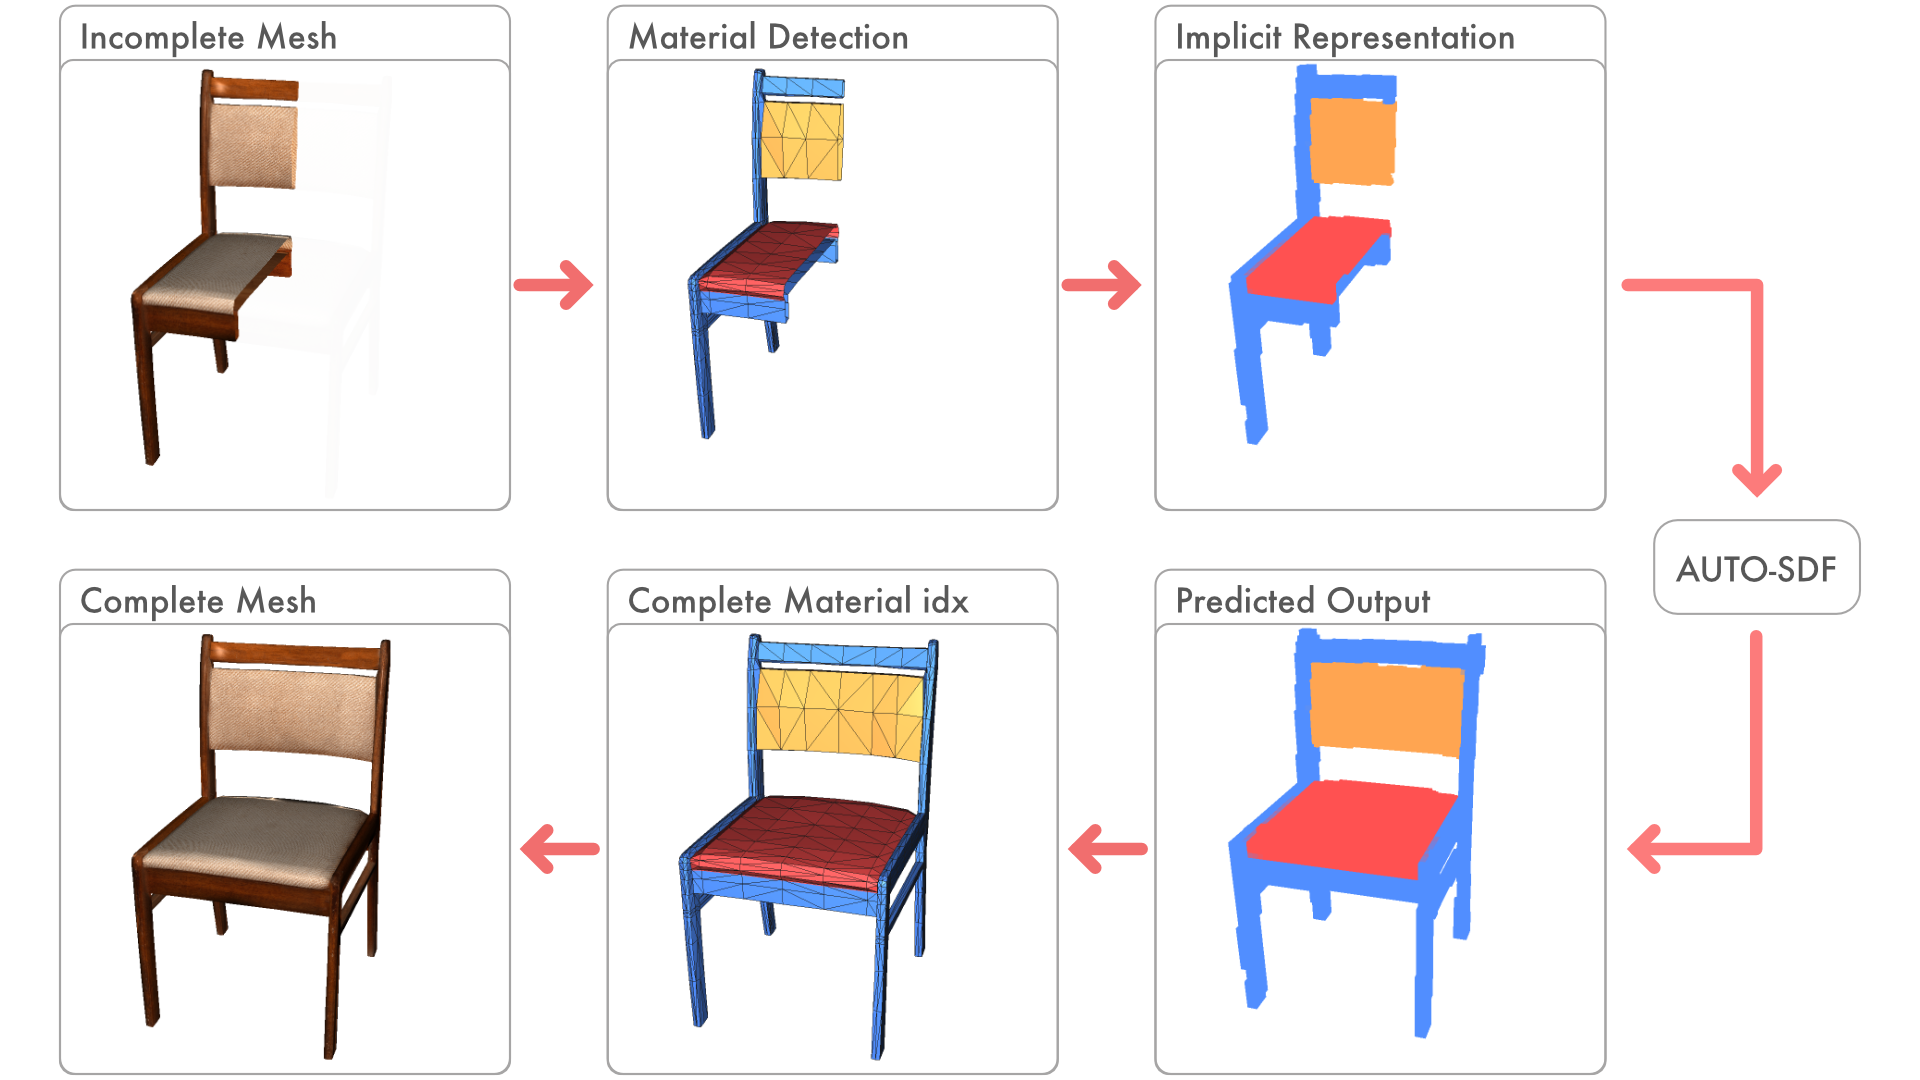 Incomplete Mesh
Material Detection
Implicit Representation
AUTO-SDF
Complete Mesh
Complete Material idx
Predicted Output